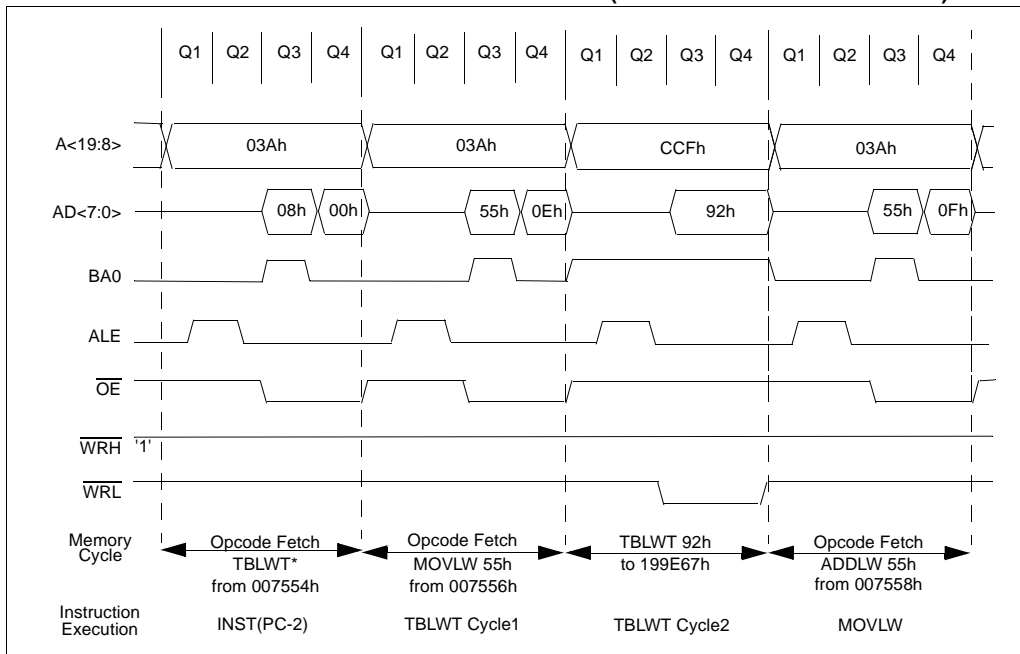 Q1 Q2 Q3 Q4 Q1 Q2 Q3 Q4 Q1 Q2 Q3 Q4 Q1 Q2 Q3 Q4
A<19:8> 03Ah 03Ah CCFh 03Ah
AD<7:0> 08h 00h 55h 0Eh 92h 55h 0Fh
BA0
ALE
OE
WRH '1'
WRL
Memory Cycle
Opcode Fetch
TBLWT*
from 007554h
Opcode Fetch
MOVLW 55h
from 007556h
TBLWT 92h
to 199E67h
Opcode Fetch
ADDLW 55h
from 007558h
Instruction Execution
INST(PC-2) TBLWT Cycle1 TBLWT Cycle2 MOVLW